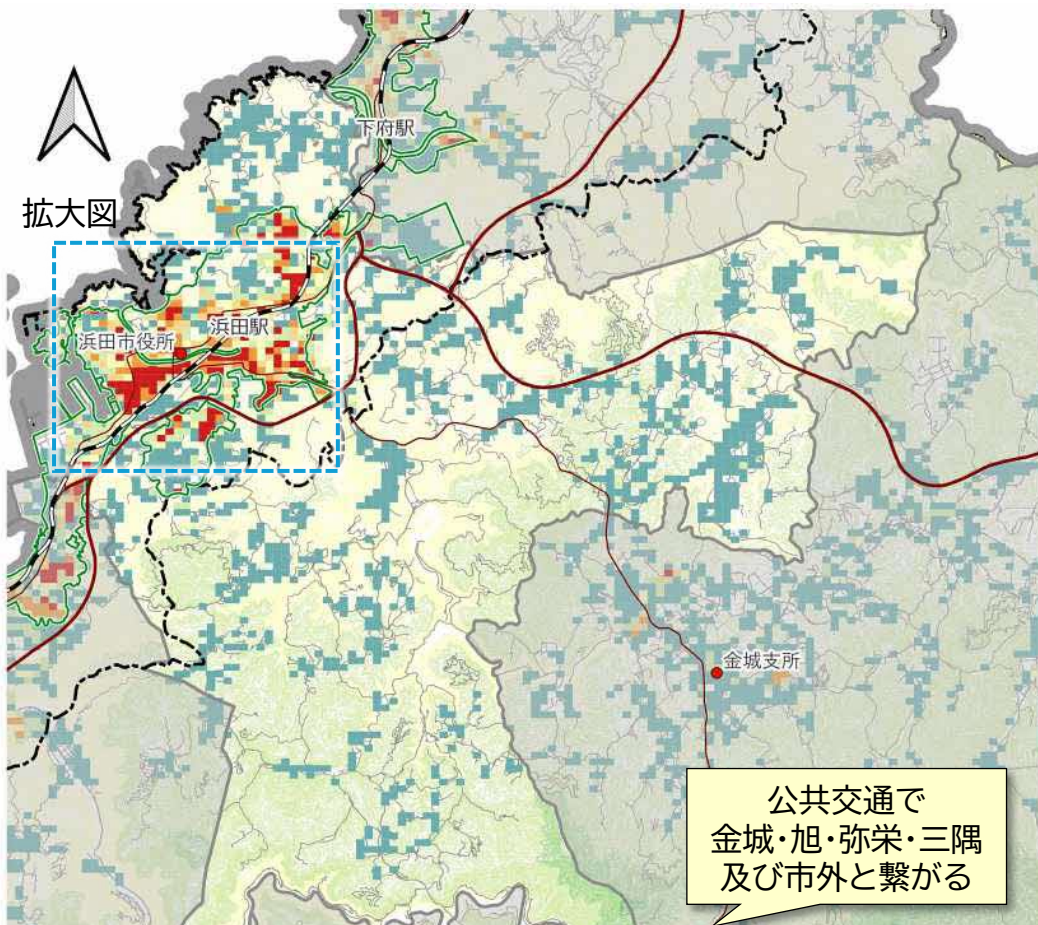 下府駅
拡大図
浜田駅
浜田市役所
金城支所
公共交通で
金城・旭・弥栄・三隅
及び市外と繋がる